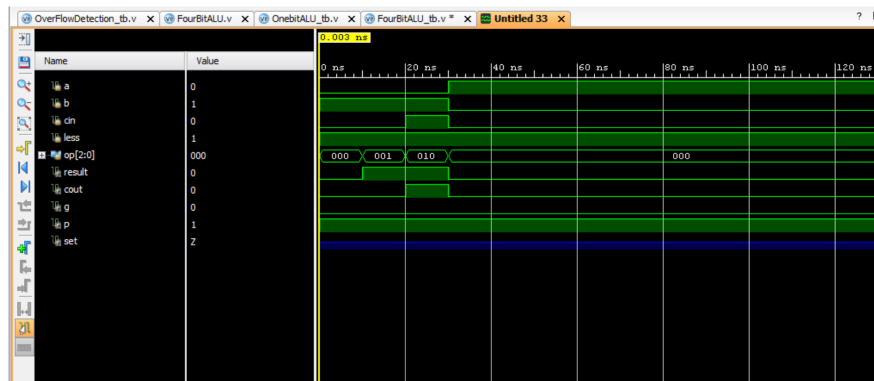 OverFlowDetection_tb.v x FourBitALU.v x OnebitALU_tb.v x FourBitALU_tb.v * x Untitled 33 x ?
0.003 ns
Name Value
0 ns 20 ns 40 ns 60 ns 80 ns 100 ns 120 ns
a 0
b 1
cin 0
less 1
op[2:0] 000 000 001 010 000
result 0
cout 0
g 0
p 1
set Z